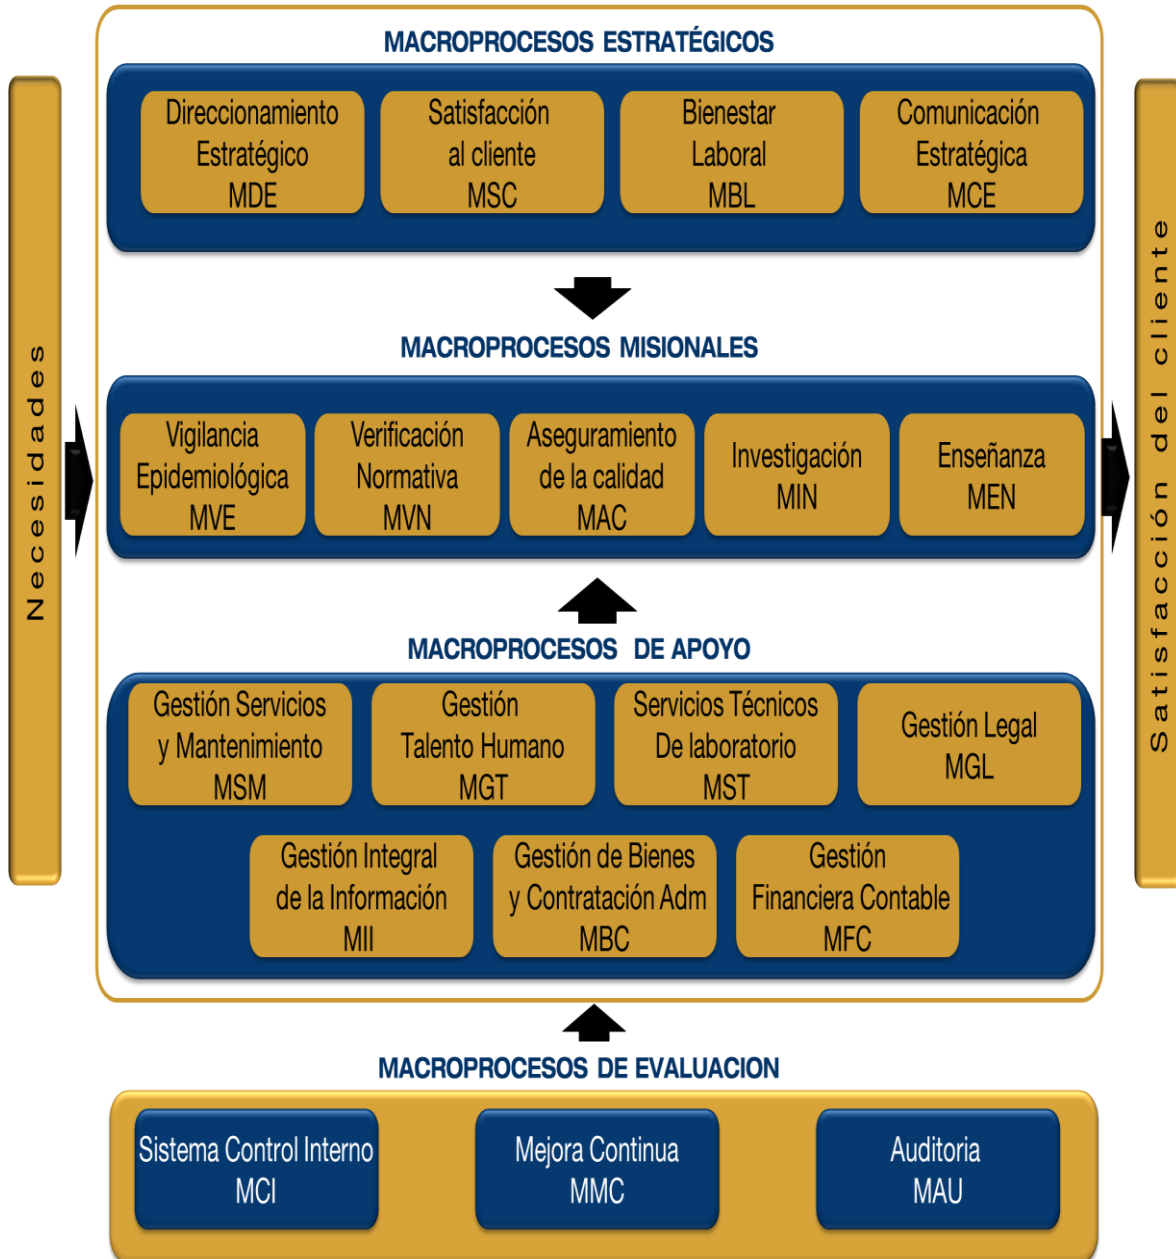 MACROPROCESOS ESTRATÉGICOS
Direccionamiento
Estratégico
MDE
Satisfacción
al cliente
MSC
Bienestar
Laboral
MBL
Comunicación
Estratégica
MCE
Necesidades
MACROPROCESOS MISIONALES
Vigilancia
Epidemiológica
MVE
Verificación
Normativa
MVN
Aseguramiento
de la calidad
MAC
Investigación
MIN
Enseñanza
MEN
Satisfacción del cliente
MACROPROCESOS DE APOYO
Gestión Servicios
y Mantenimiento
MSM
Gestión
Talento Humano
MGT
Servicios Técnicos
De laboratorio
MST
Gestión Legal
MGL
Gestión Integral
de la Información
MII
Gestión de Bienes
y Contratación Adm
MBC
Gestión
Financiera Contable
MFC
MACROPROCESOS DE EVALUACION
Sistema Control Interno
MCI
Mejora Continua
MMC
Auditoria
MAU